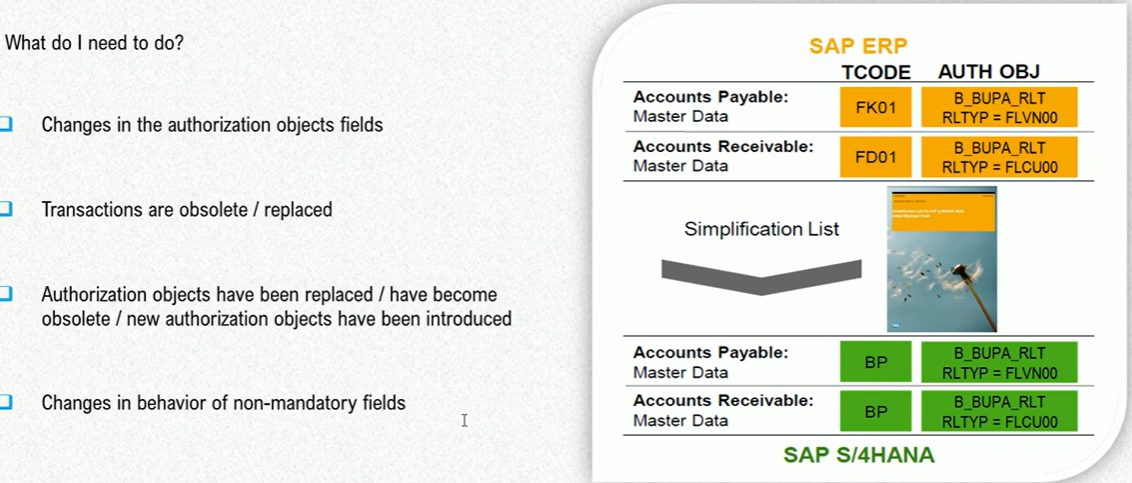 What do I need to do?
Changes in the authorization objects fields
Transactions are obsolete / replaced
Authorization objects have been replaced / have become
obsolete / new authorization objects have been introduced
Changes in behavior of non-mandatory fields
SAP ERP
TCODE AUTH OBJ
Accounts Payable:
Master Data
FK01
B_BUPA_RLT
RLTYP = FLVN00
Accounts Receivable:
Master Data
FD01
B_BUPA_RLT
RLTYP = FLCU00
Simplification List
Accounts Payable:
Master Data
BP
B_BUPA_RLT
RLTYP = FLVN00
Accounts Receivable:
Master Data
BP
B_BUPA_RLT
RLTYP = FLCU00
SAP S/4HANA